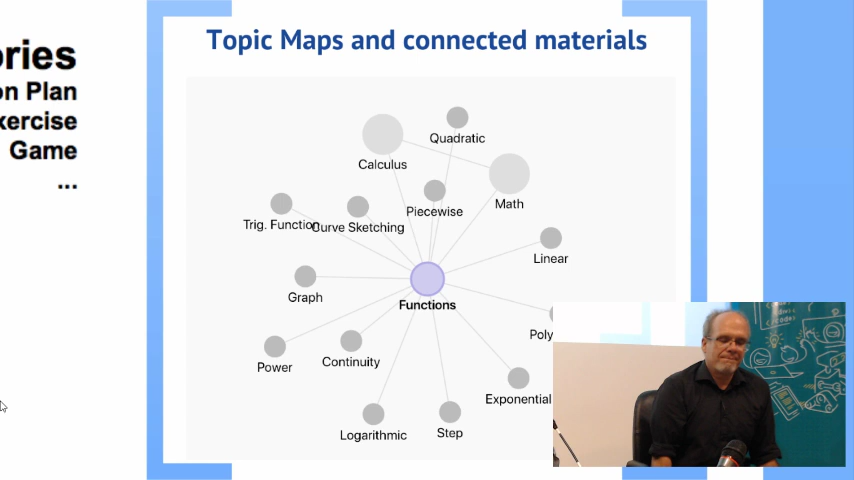 ories
on Plan
xercise
Game
...
Topic Maps and connected materials
Quadratic
Calculus
Math
Piecewise
Trig. Function
Curve Sketching
Linear
Graph
Functions
Poly
Continuity
Power
Exponential
Logarithmic
Step